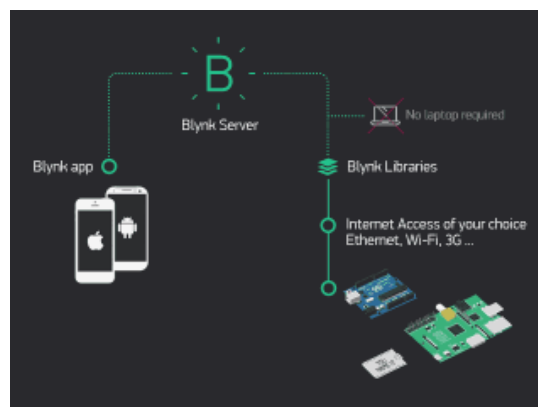 B
Blynk Server
No laptop required
Blynk app
Blynk Libraries
Internet Access of your choice
Ethernet, Wi-Fi, 3G ...